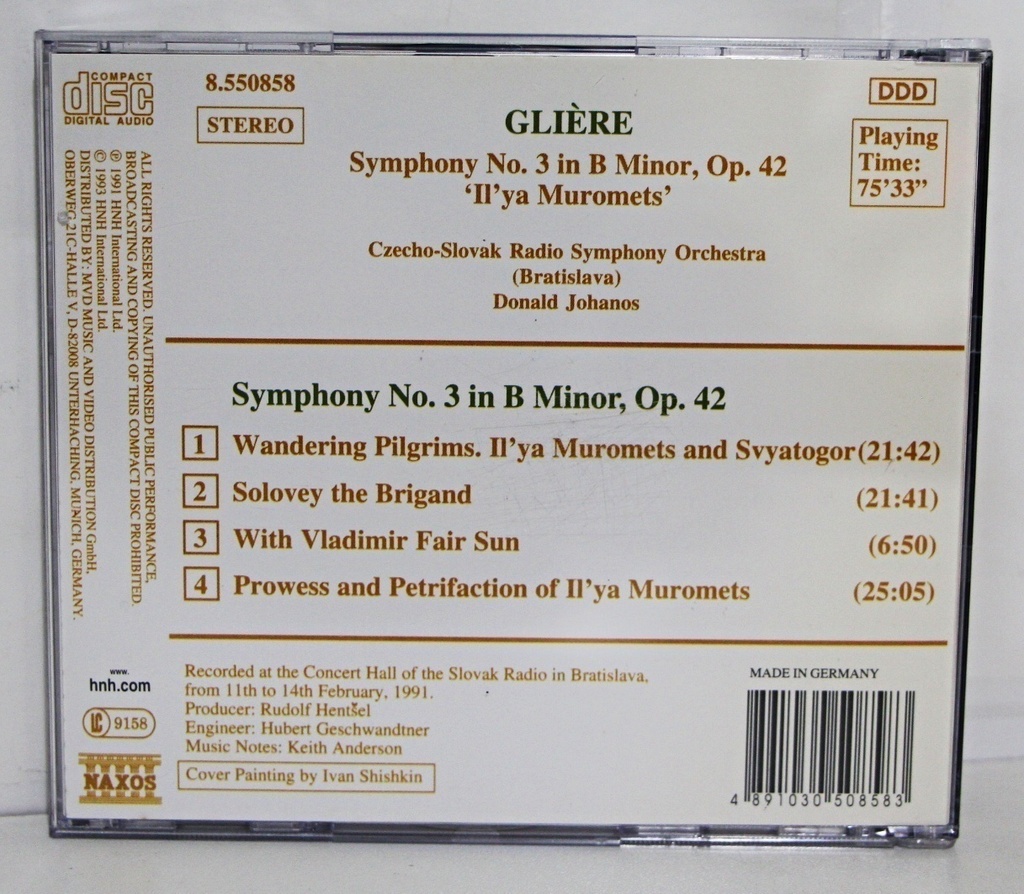 COMPACT
disc
DIGITAL AUDIO
8.550858
STEREO
DDD
Playing
Time:
75’33”
GLIÈRE
Symphony No. 3 in B Minor, Op. 42
‘Il’ya Muromets’
Czecho-Slovak Radio Symphony Orchestra
(Bratislava)
Donald Johanos
ALL RIGHTS RESERVED. UNAUTHORISED PUBLIC PERFORMANCE,
BROADCASTING AND COPYING OF THIS COMPACT DISC PROHIBITED.
℗ 1991 HNH International Ltd.
© 1993 HNH International Ltd.
DISTRIBUTED BY: MVD MUSIC AND VIDEO DISTRIBUTION GmbH,
OBERWEG 21C-HALLE V, D-82008 UNTERHACHING, MUNICH, GERMANY.
Symphony No. 3 in B Minor, Op. 42
1 Wandering Pilgrims. Il’ya Muromets and Svyatogor (21:42)
2 Solovey the Brigand (21:41)
3 With Vladimir Fair Sun (6:50)
4 Prowess and Petrifaction of Il’ya Muromets (25:05)
www.
hnh.com
LC 9158
NAXOS
Recorded at the Concert Hall of the Slovak Radio in Bratislava,
from 11th to 14th February, 1991.
Producer: Rudolf Hentšel
Engineer: Hubert Geschwandtner
Music Notes: Keith Anderson
Cover Painting by Ivan Shishkin
MADE IN GERMANY
4 891030 508583